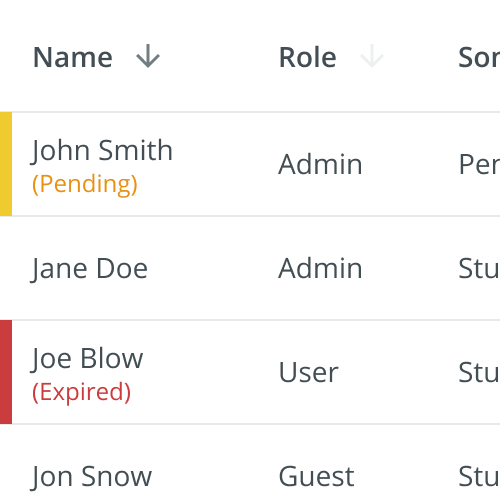 Name Role Sor
John Smith
(Pending)
Admin Per
Jane Doe Admin Stu
Joe Blow
(Expired)
User Stu
Jon Snow Guest Stu